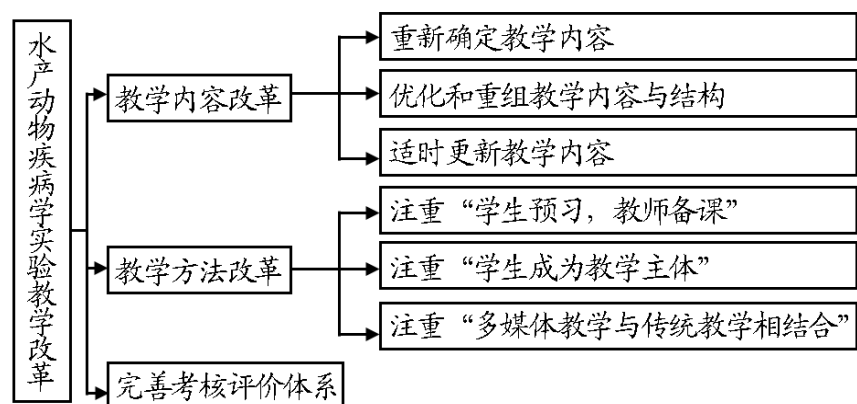 水产动物疾病学实验教学改革
教学内容改革
重新确定教学内容
优化和重组教学内容与结构
适时更新教学内容
教学方法改革
注重“学生预习，教师备课”
注重“学生成为教学主体”
注重“多媒体教学与传统教学相结合”
完善考核评价体系